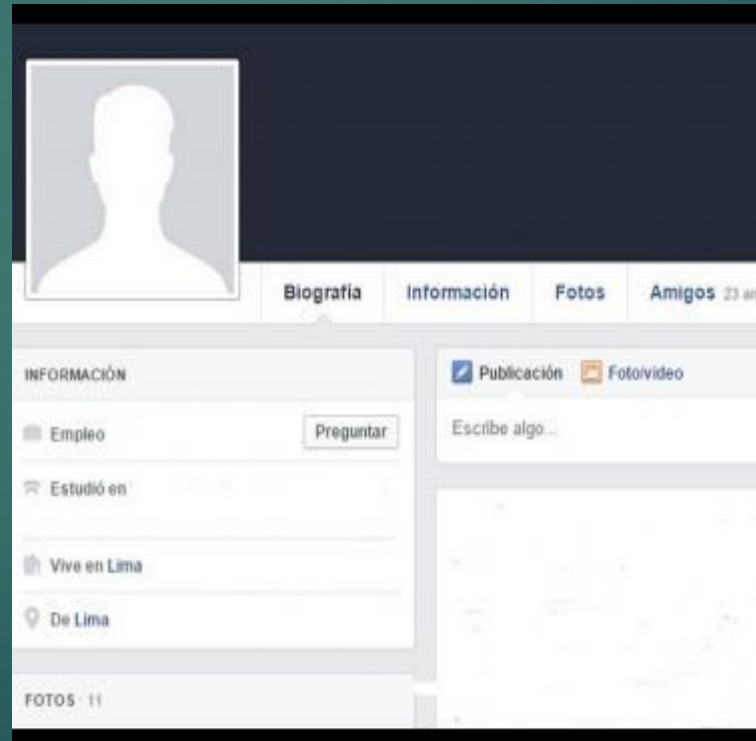 Biografía Información Fotos Amigos 23
INFORMACIÓN
Empleo Preguntar
Estudió en
Vive en Lima
De Lima
FOTOS · 11
Publicación Foto/video
Escribe algo...